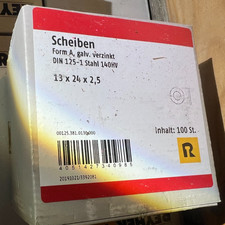 Scheiben
Form A, galv. verzinkt
DIN 125-1 Stahl 140HV
13 x 24 x 2,5
Inhalt: 100 St.
R